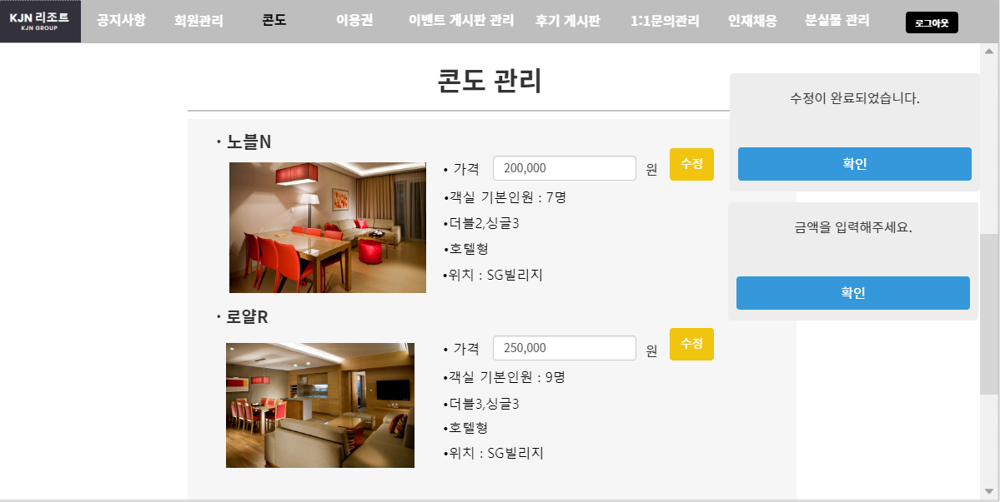 KJN 리조트
KJN GROUP
공지사항 회원관리 콘도 이용권 이벤트 게시판 관리 후기 게시판 1:1문의관리 인재채용 분실물 관리 로그아웃
콘도 관리
수정이 완료되었습니다.
확인
금액을 입력해주세요.
확인
· 노블N
• 가격 200,000 원 수정
•객실 기본인원 : 7명
•더블2,싱글3
•호텔형
•위치 : SG빌리지
· 로얄R
• 가격 250,000 원 수정
•객실 기본인원 : 9명
•더블3,싱글3
•호텔형
•위치 : SG빌리지